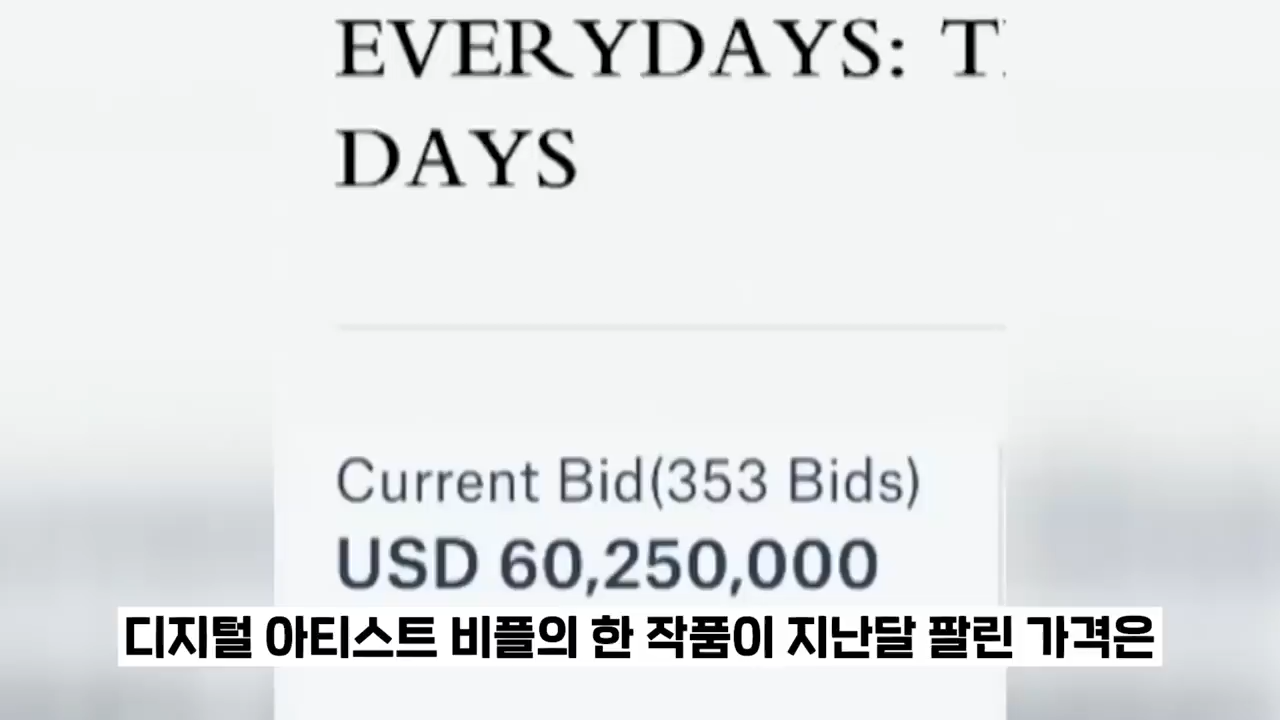 EVERYDAYS:
DAYS
Current Bid(353 Bids)
USD 60,250,000
디지털 아티스트 비플의 한 작품이 지난달 팔린 가격은